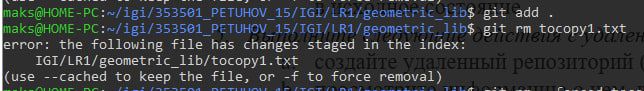 maks@HOME-PC:~/igi/353501_PETUHOV_15/IGI/LR1/geometric_lib$ git add .
maks@HOME-PC:~/igi/353501_PETUHOV_15/IGI/LR1/geometric_lib$ git rm tocopy1.txt
error: the following file has changes staged in the index:
действия с удален
IGI/LR1/geometric_lib/tocopy1.txt
создайте удаленный репозиторий (
(use --cached to keep the file, or -f to force removal)